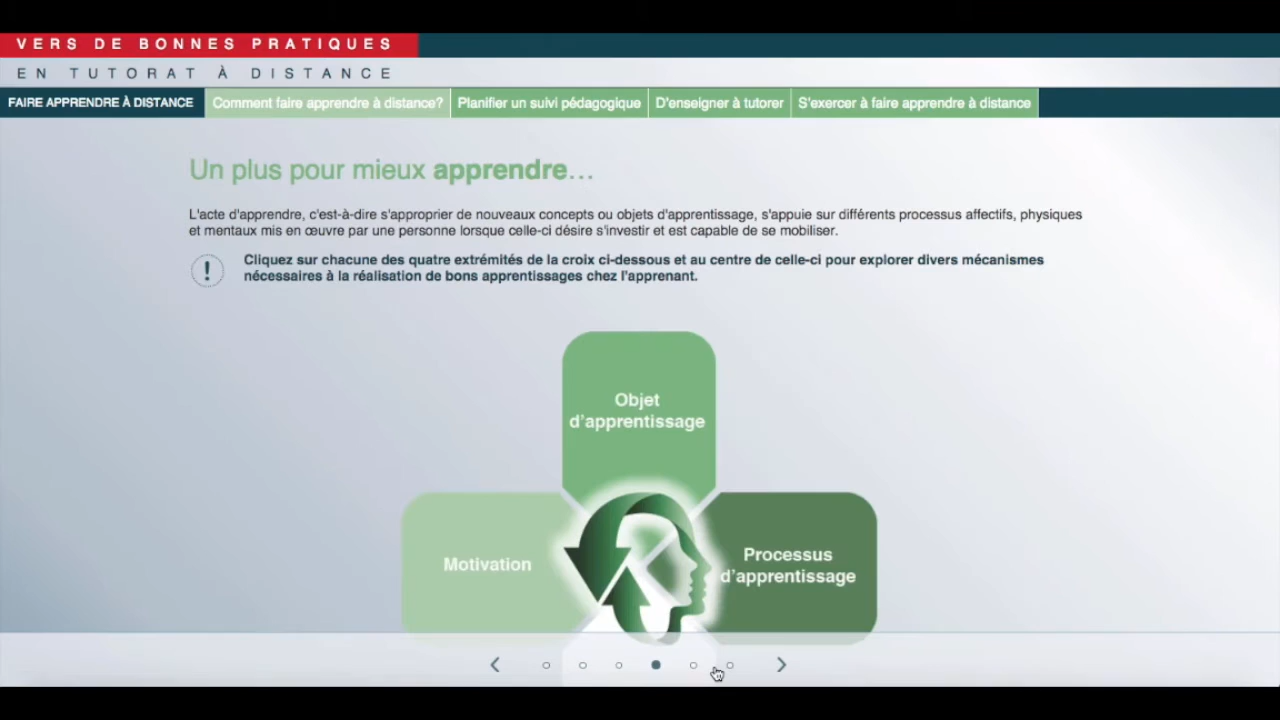 VERS DE BONNES PRATIQUES
EN TUTORAT À DISTANCE
FAIRE APPRENDRE À DISTANCE
Comment faire apprendre à distance?
Planifier un suivi pédagogique
D'enseigner à tutorer
S'exercer à faire apprendre à distance
Un plus pour mieux apprendre...
L'acte d'apprendre, c'est-à-dire s'approprier de nouveaux concepts ou objets d'apprentissage, s'appuie sur différents processus affectifs, physiques
et mentaux mis en œuvre par une personne lorsque celle-ci désire s'investir et est capable de se mobiliser.
!
Cliquez sur chacune des quatre extrémités de la croix ci-dessous et au centre de celle-ci pour explorer divers mécanismes
nécessaires à la réalisation de bons apprentissages chez l'apprenant.
Objet
d'apprentissage
Motivation
Processus
d'apprentissage